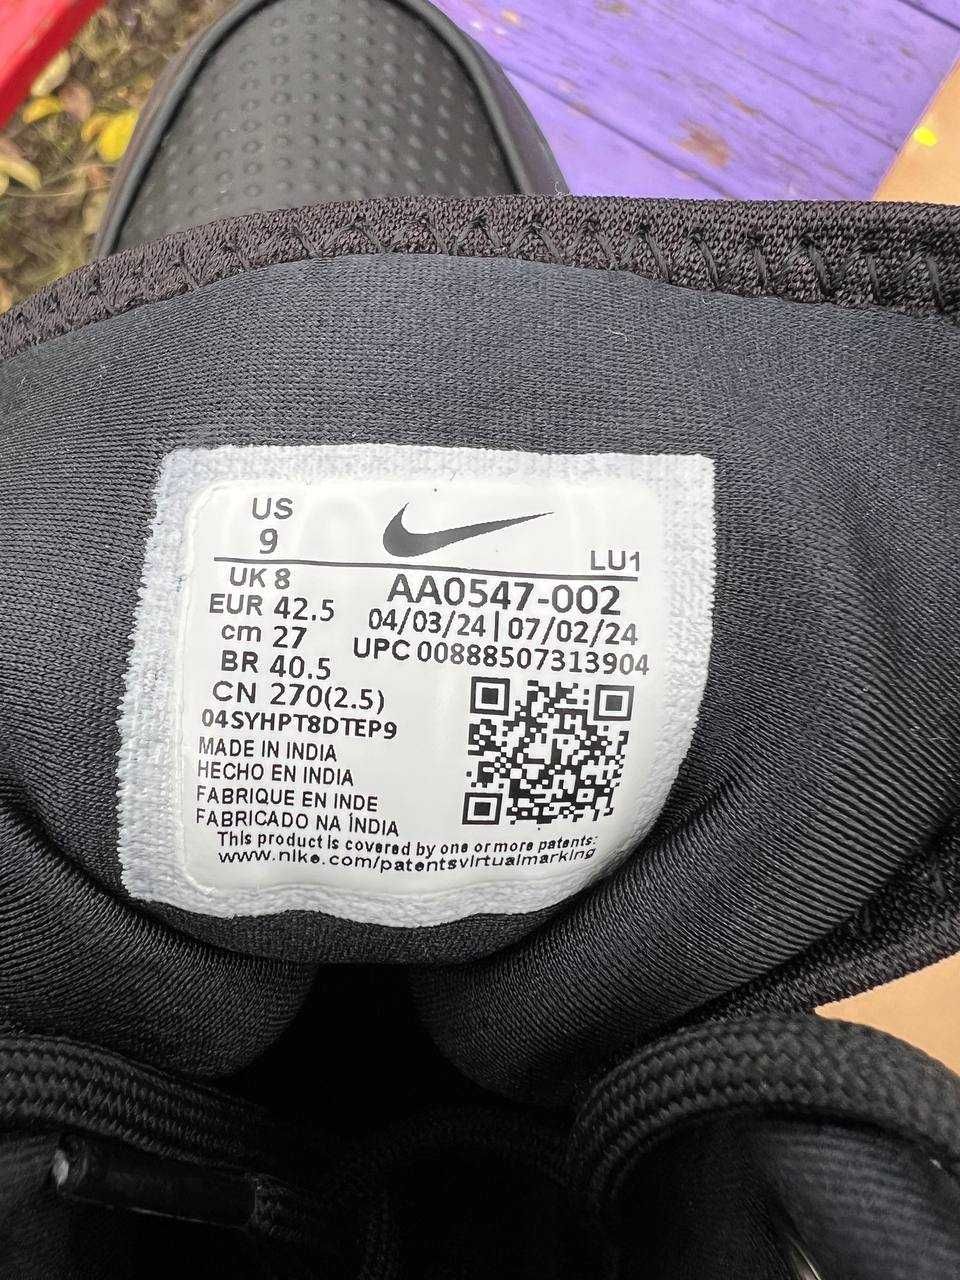 US
9
LU1
UK 8
EUR 42.5
cm 27
BR 40.5
CN 270(2.5)
04SYHPT8DTEP9
AA0547-002
04/03/24|07/02/24
UPC 00888507313904
MADE IN INDIA
HECHO EN INDIA
FABRIQUE EN INDE
FABRICADO NA ÍNDIA
This product is covered by one or more patents:
www.nike.com/patentsvirtualmarking